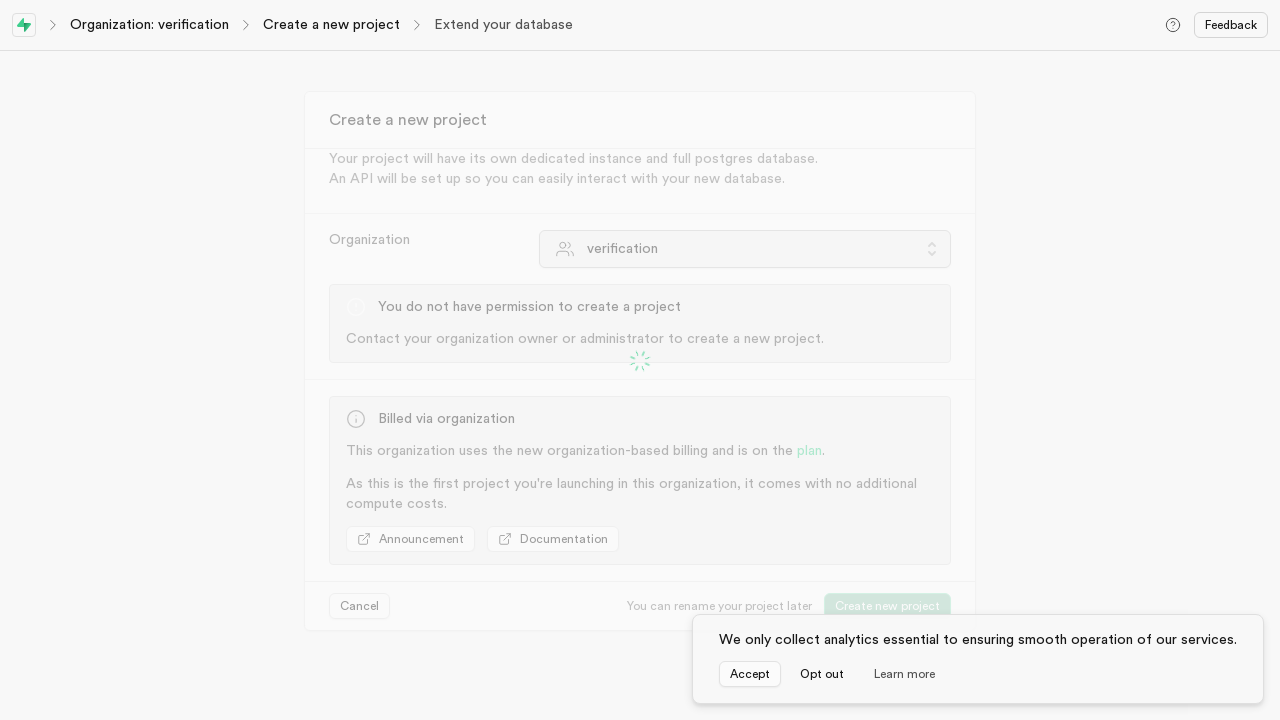 Organization: verification
Create a new project
Extend your database
Feedback
Create a new project
Your project will have its own dedicated instance and full postgres database.
An API will be set up so you can easily interact with your new database.
Organization
verification
You do not have permission to create a project
Contact your organization owner or administrator to create a new project.
Billed via organization
This organization uses the new organization-based billing and is on the plan.
As this is the first project you're launching in this organization, it comes with no additional
compute costs.
Announcement
Documentation
Cancel
You can rename your project later
Create new project
We only collect analytics essential to ensuring smooth operation of our services.
Accept
Opt out
Learn more